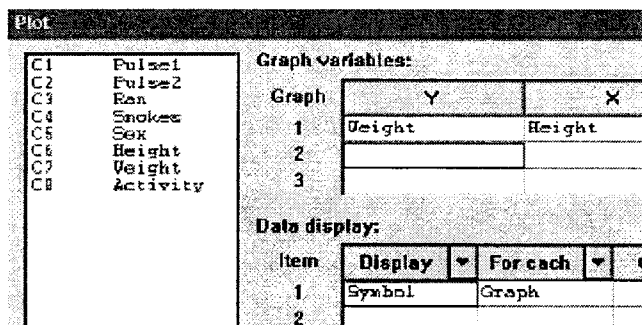 Plot
C1 Pulse1
C2 Pulse2
C3 Ran
C4 Smokes
C5 Sex
C6 Height
C7 Weight
C8 Activity
Graph variables:
Graph Y X
1 Weight Height
2
3
Data display:
Item Display For each
1 Symbol Graph
2